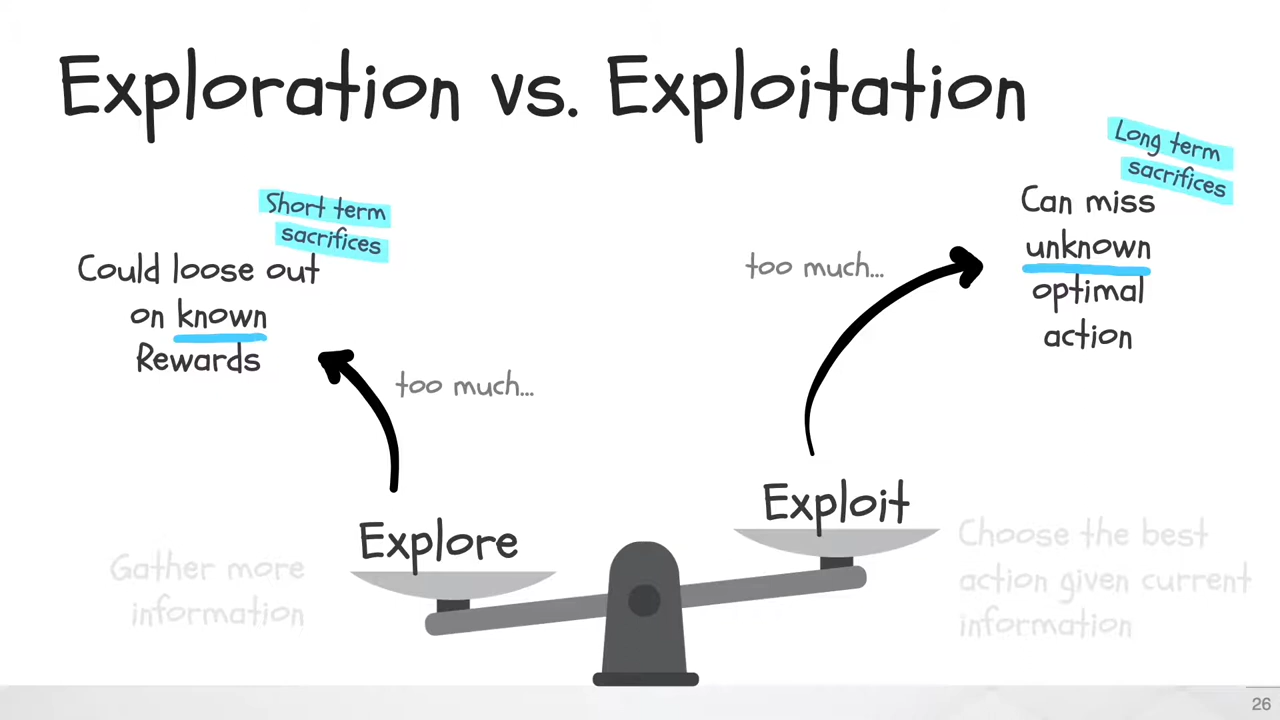 Exploration vs. Exploitation
Short term
sacrifices
Could loose out
on known
Rewards
too much...
Explore
Gather more
information
Long term
sacrifices
Can miss
unknown
optimal
action
too much...
Exploit
Choose the best
action given current
information
26